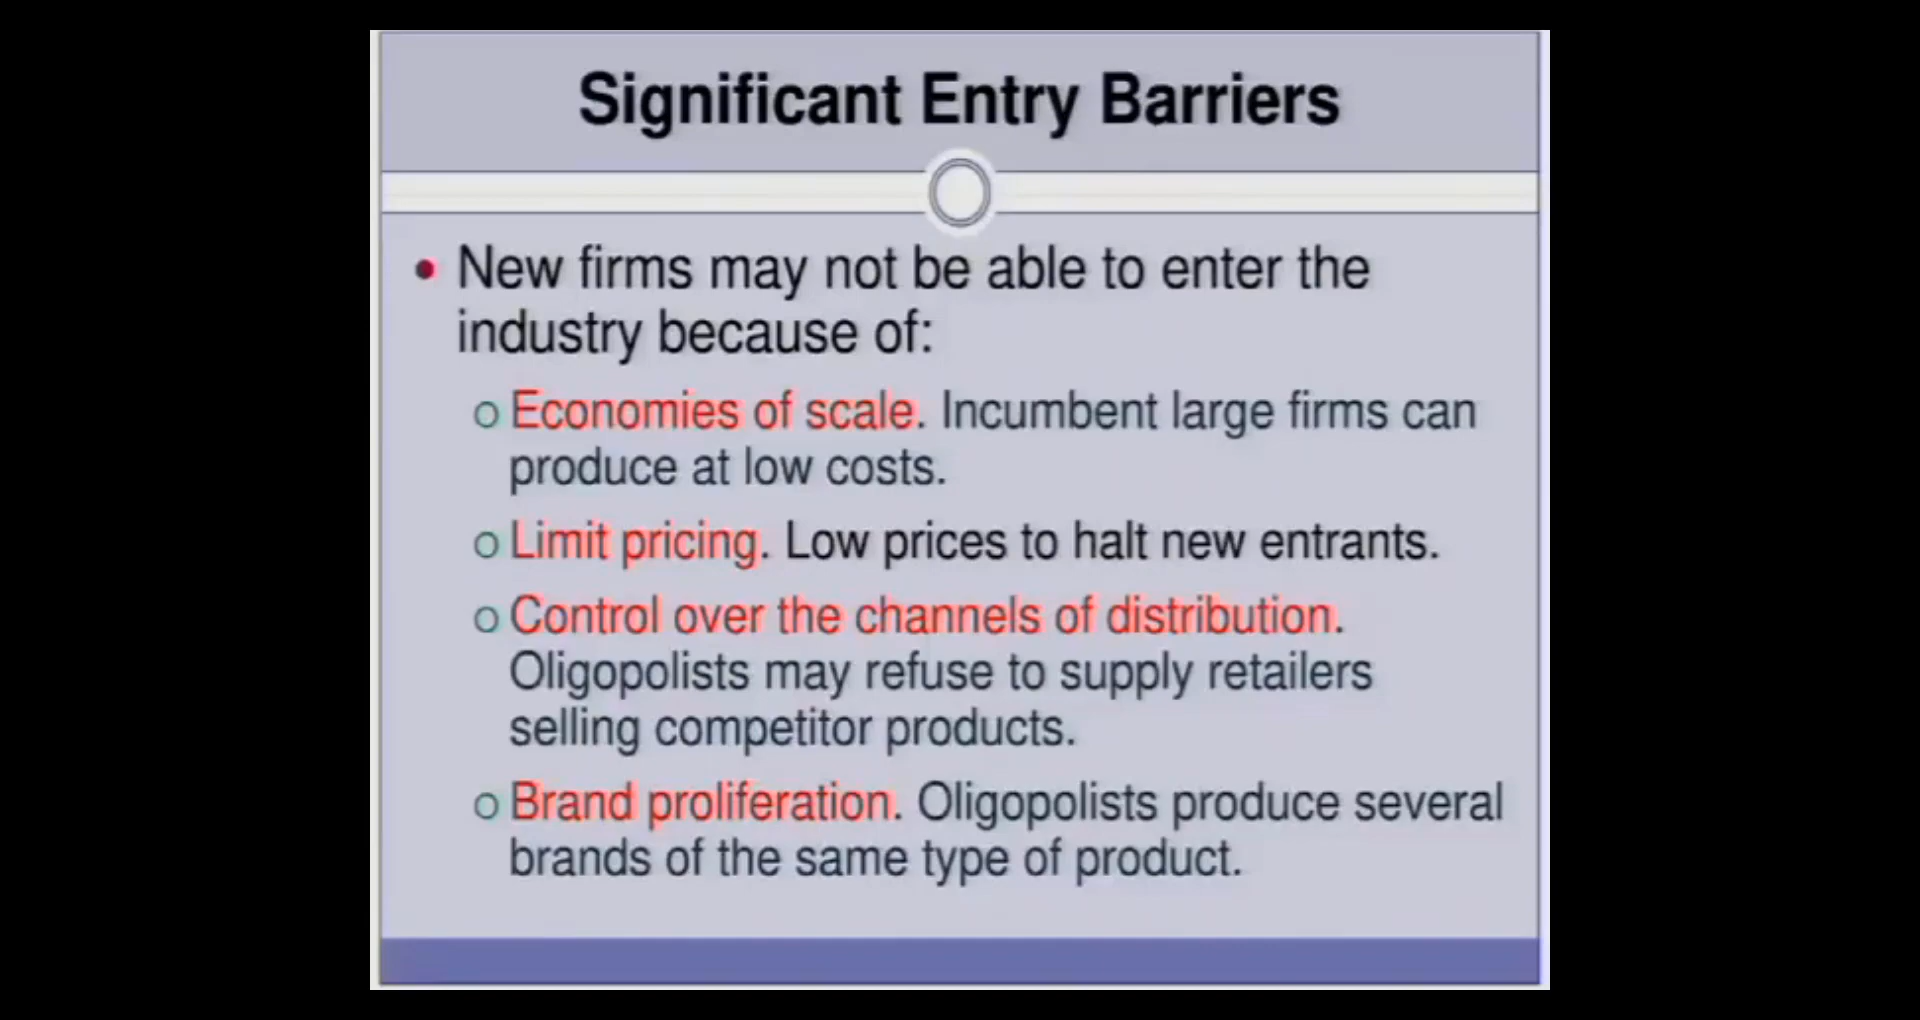 Significant Entry Barriers
• New firms may not be able to enter the
industry because of:
o Economies of scale. Incumbent large firms can
produce at low costs.
o Limit pricing. Low prices to halt new entrants.
o Control over the channels of distribution.
Oligopolists may refuse to supply retailers
selling competitor products.
o Brand proliferation. Oligopolists produce several
brands of the same type of product.